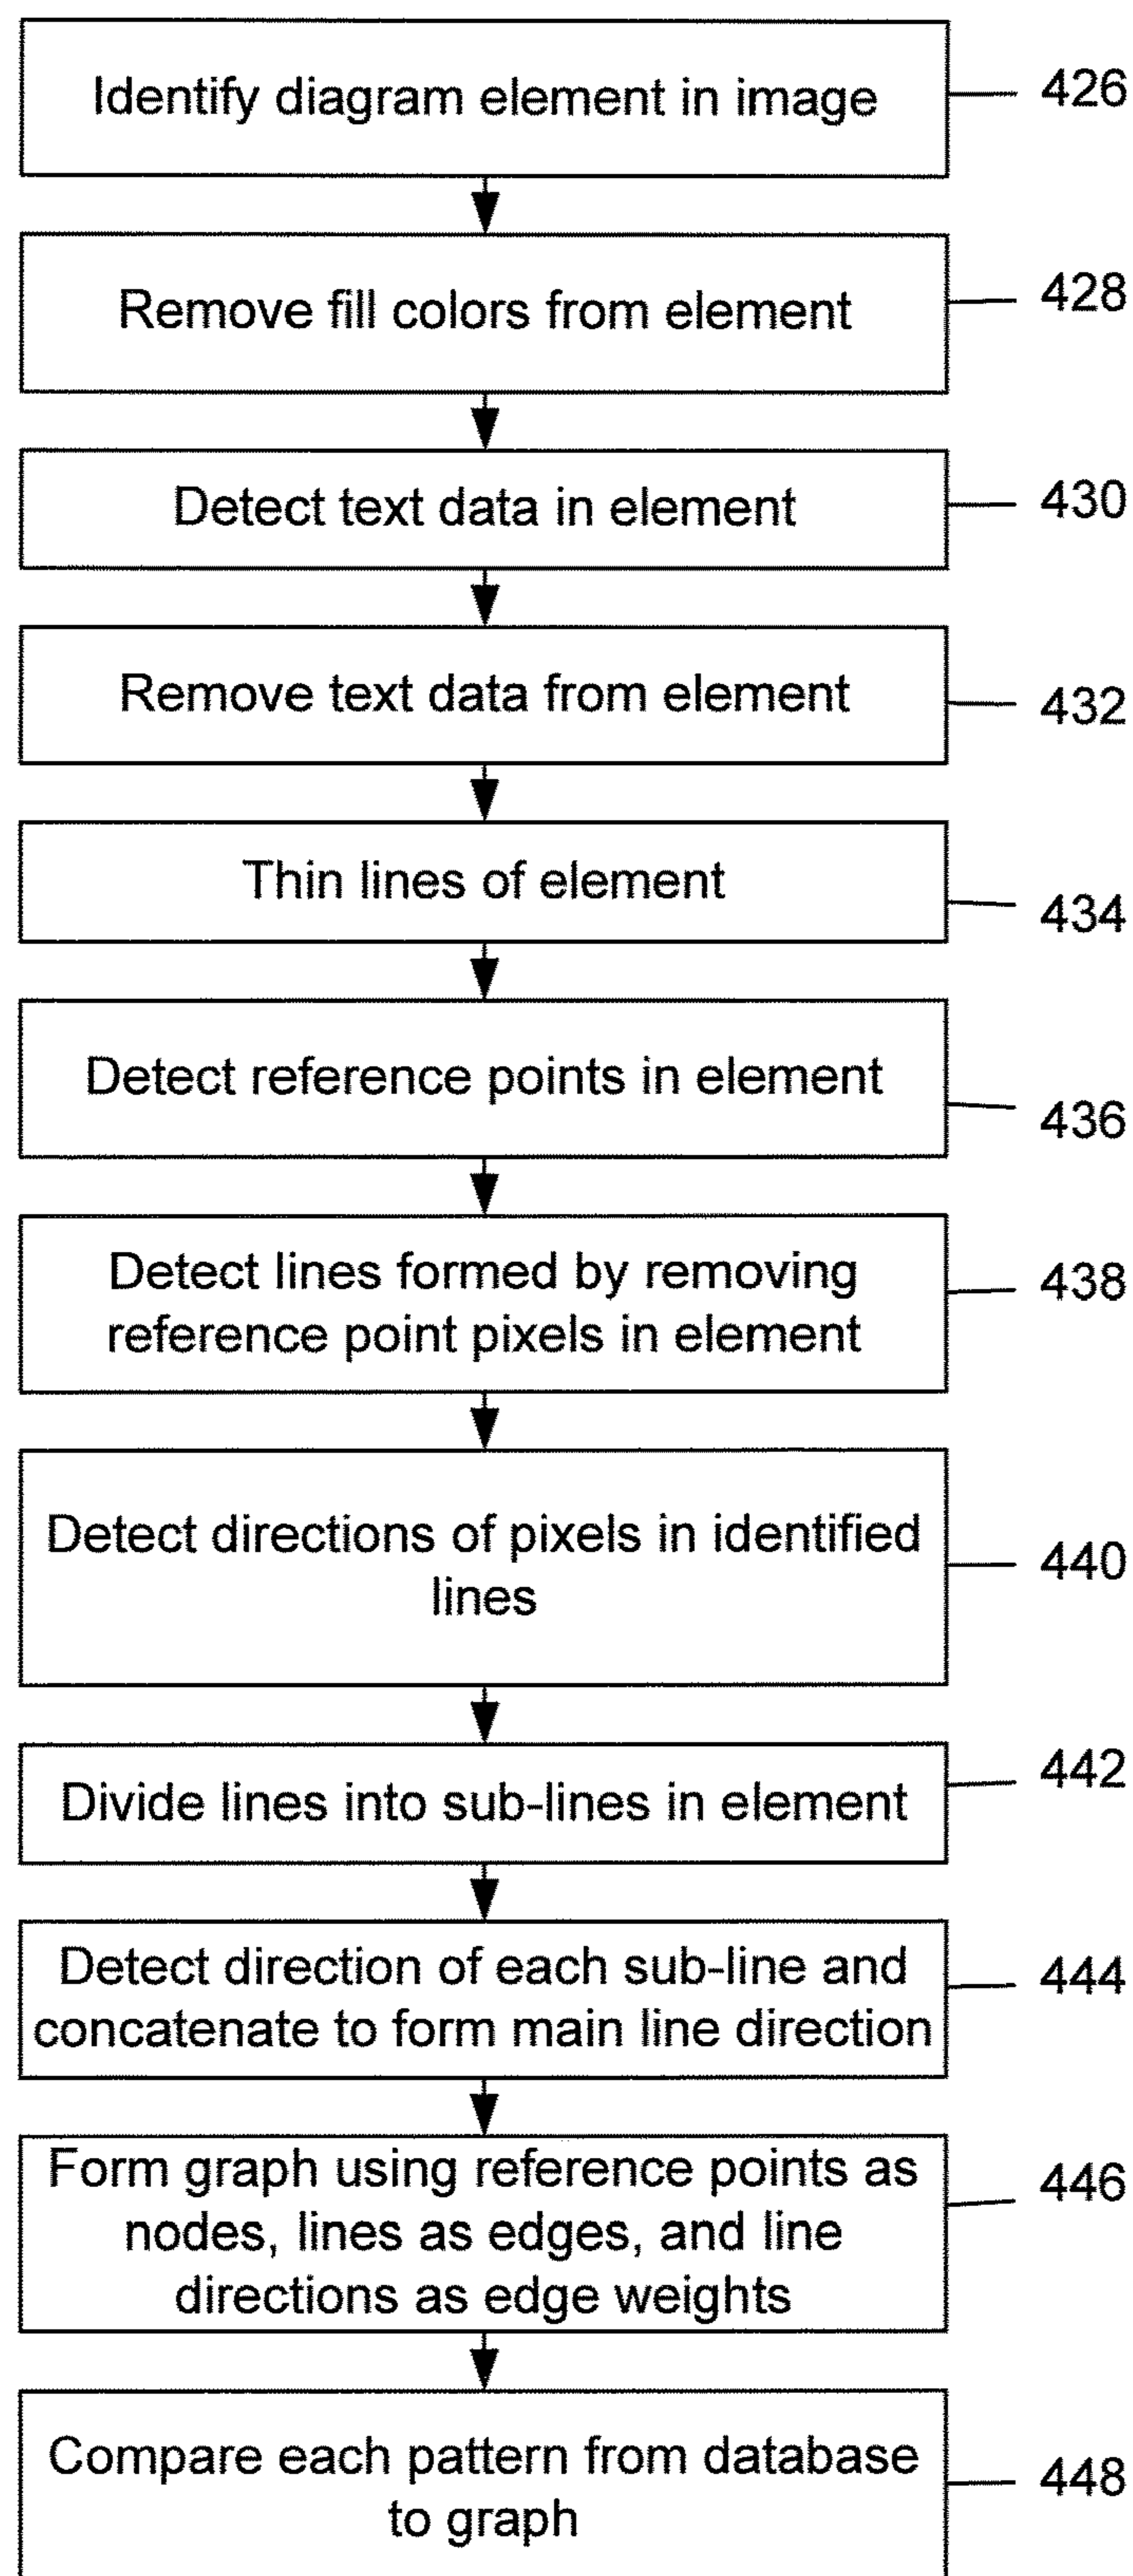 Identify diagram element in image
426
Remove fill colors from element
428
Detect text data in element
430
Remove text data from element
432
Thin lines of element
434
Detect reference points in element
436
Detect lines formed by removing
reference point pixels in element
438
Detect directions of pixels in identified
lines
440
Divide lines into sub-lines in element
442
Detect direction of each sub-line and
concatenate to form main line direction
444
Form graph using reference points as
nodes, lines as edges, and line
directions as edge weights
446
Compare each pattern from database
to graph
448